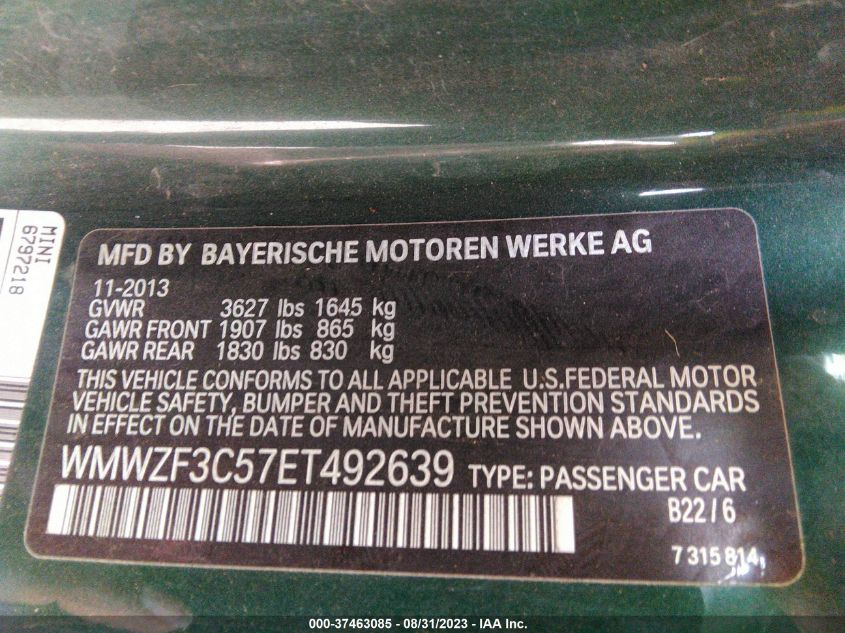 MINI
6797218
MFD BY BAYERISCHE MOTOREN WERKE AG
11-2013
GVWR 3627 lbs 1645 kg
GAWR FRONT 1907 lbs 865 kg
GAWR REAR 1830 lbs 830 kg
THIS VEHICLE CONFORMS TO ALL APPLICABLE U.S.FEDERAL MOTOR
VEHICLE SAFETY, BUMPER AND THEFT PREVENTION STANDARDS
IN EFFECT ON THE DATE OF MANUFACTURE SHOWN ABOVE.
WMWZF3C57ET492639 TYPE: PASSENGER CAR
B22/6
7 315 814
000-37463085 - 08/31/2023 - IAA Inc.